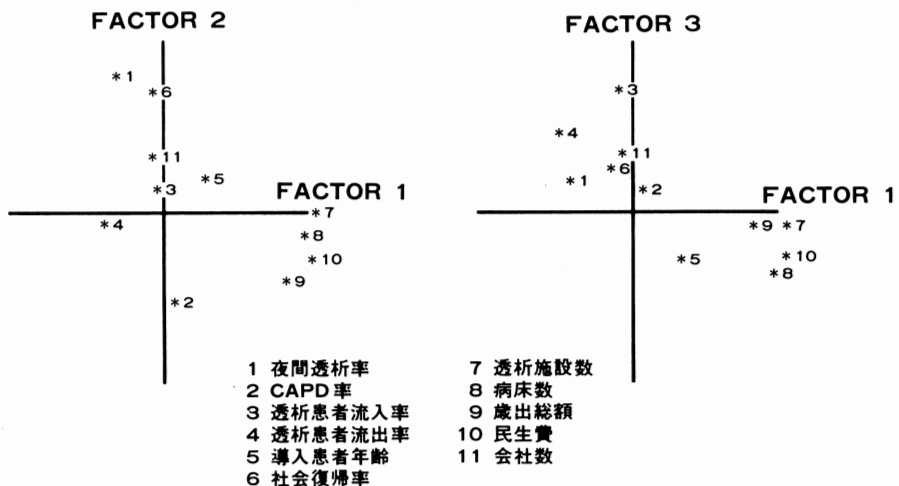 FACTOR 2
*1
*6
*11
*5
*3
FACTOR 1
*7
*4
*8
*10
*9
*2
FACTOR 3
*3
*4
*11
*6
*1
*2
FACTOR 1
*9 *7
*5
*10
*8
1 夜間透析率
2 CAPD率
3 透析患者流入率
4 透析患者流出率
5 導入患者年齢
6 社会復帰率
7 透析施設数
8 病床数
9 歳出総額
10 民生費
11 会社数